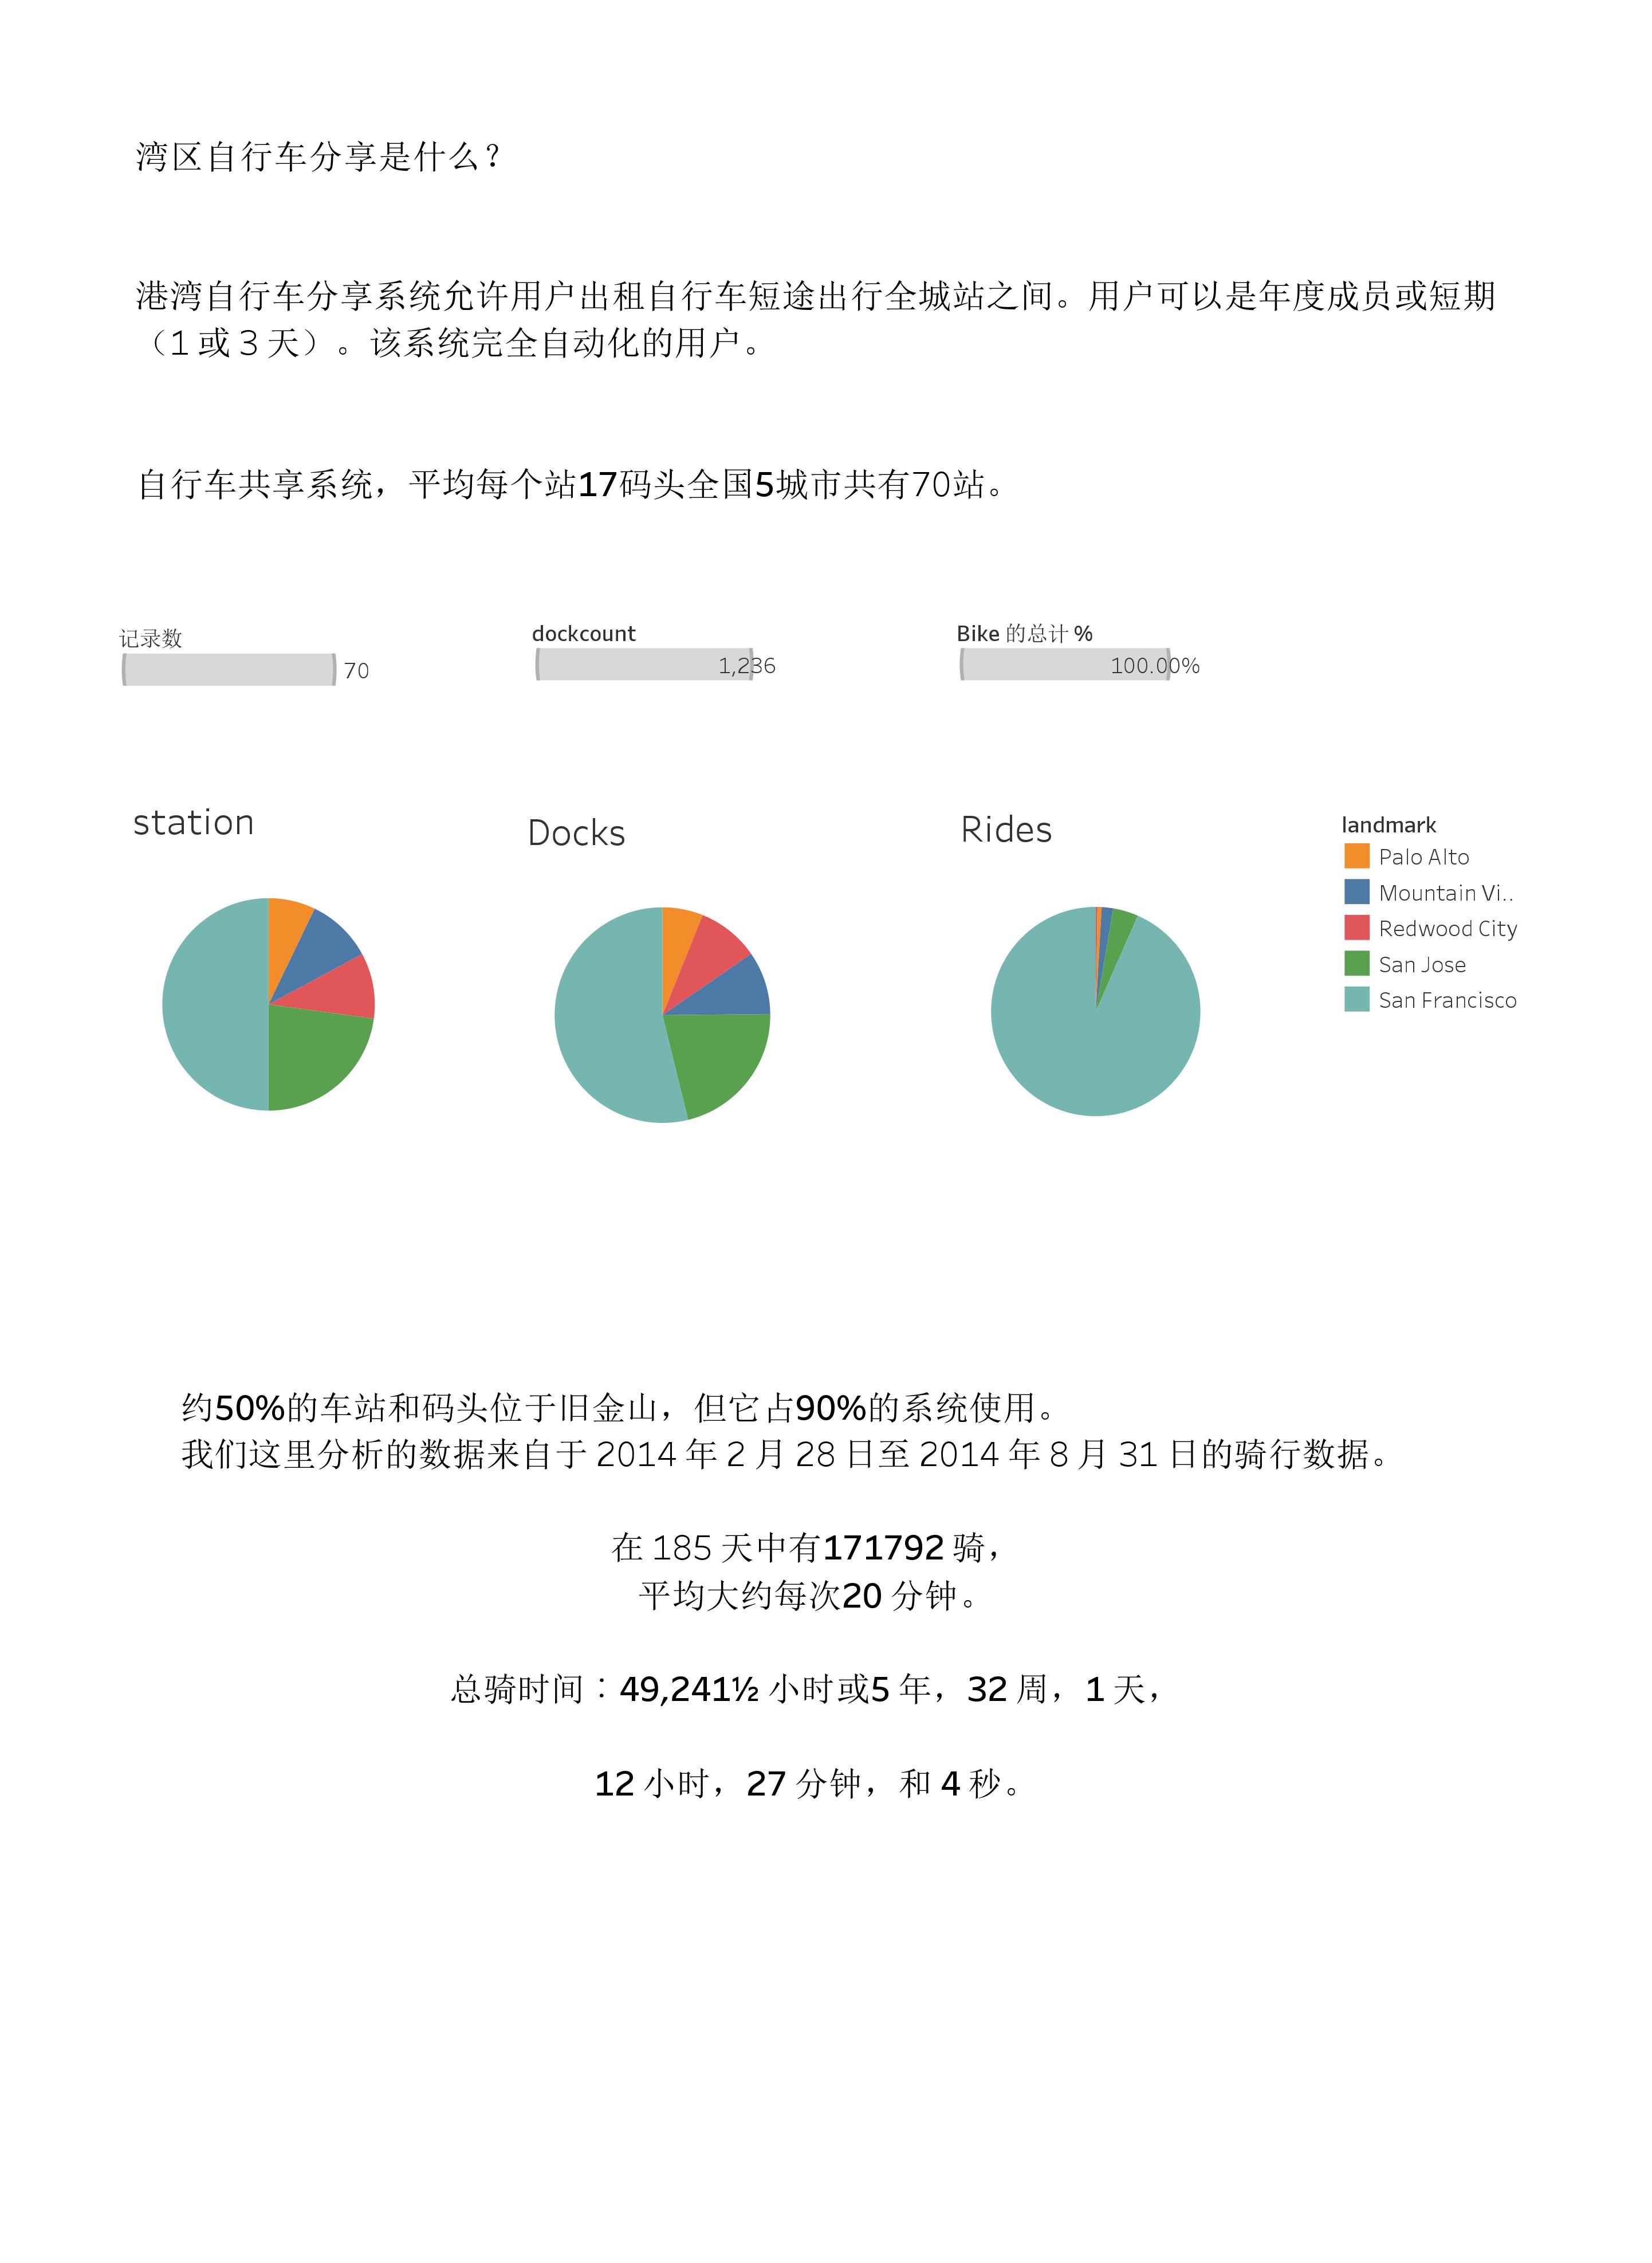 湾区自行车分享是什么？
港湾自行车分享系统允许用户出租自行车短途出行全城站之间。用户可以是年度成员或短期
（1 或 3 天）。该系统完全自动化的用户。
自行车共享系统，平均每个站17码头全国5城市共有70站。
记录数
70
dockcount
1,236
Bike 的总计 %
100.00%
station
Docks
Rides
landmark
Palo Alto
Mountain Vi..
Redwood City
San Jose
San Francisco
约50%的车站和码头位于旧金山，但它占90%的系统使用。
我们这里分析的数据来自于 2014 年 2 月 28 日至 2014 年 8 月 31 日的骑行数据。
在 185 天中有171792 骑，
平均大约每次20 分钟。
总骑时间：49,241½ 小时或5 年，32 周，1 天，
12 小时，27 分钟，和 4 秒。